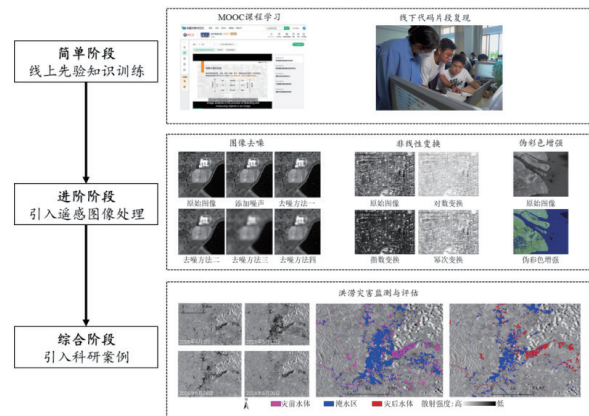 MOOC课程学习
线下代码片段复现
简单阶段
线上先验知识训练
图像去噪
非线性变换
伪彩色增强
原始图像
添加噪声
去噪方法一
原始图像
对数变换
原始图像
进阶阶段
引入遥感图像处理
去噪方法二
去噪方法三
去噪方法四
指数变换
幂次变换
伪彩色增强
洪涝灾害监测与评估
综合阶段
引入科研案例
灾前水体
淹水区
灾后水体
散射强度:高
低